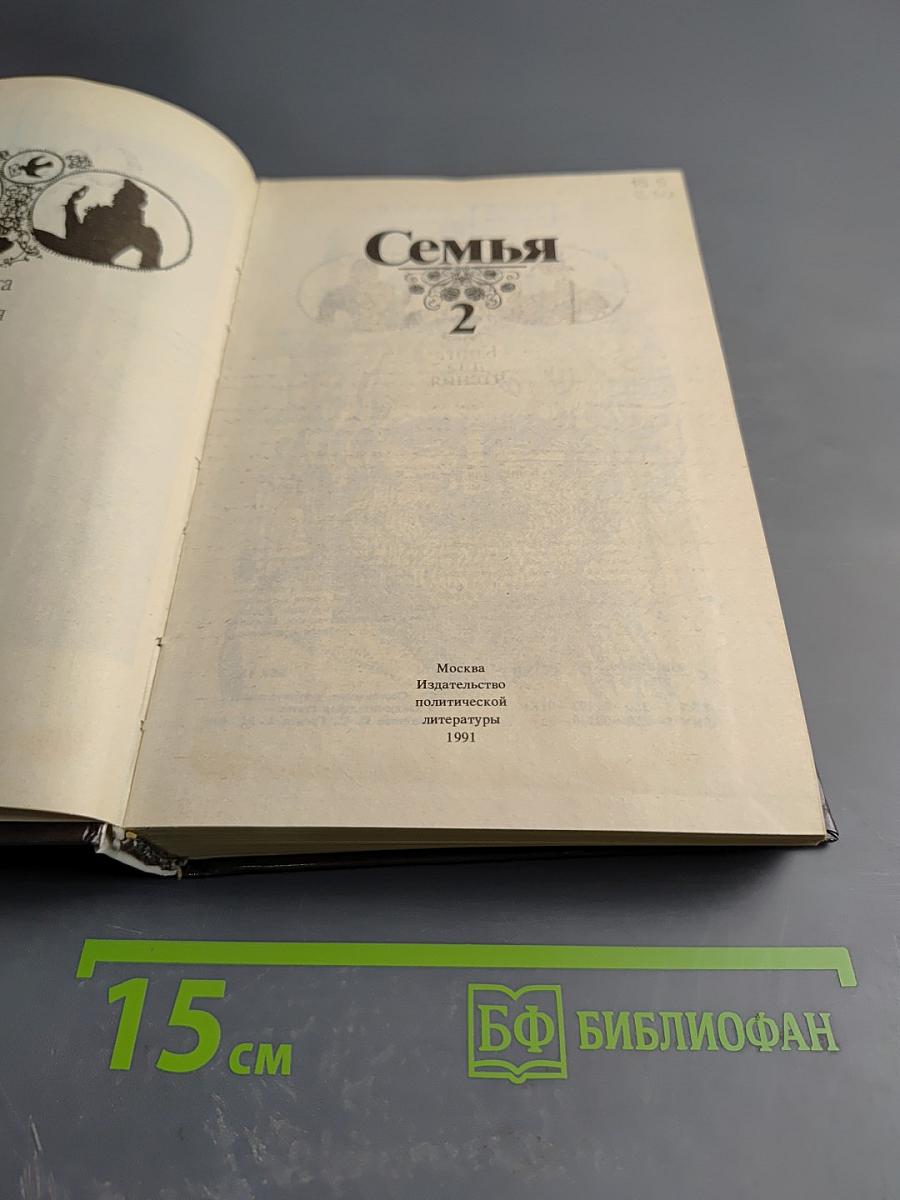 Семья
2
Москва
Издательство
политической
литературы
1991
15 см
БФ БИБЛИОФАН